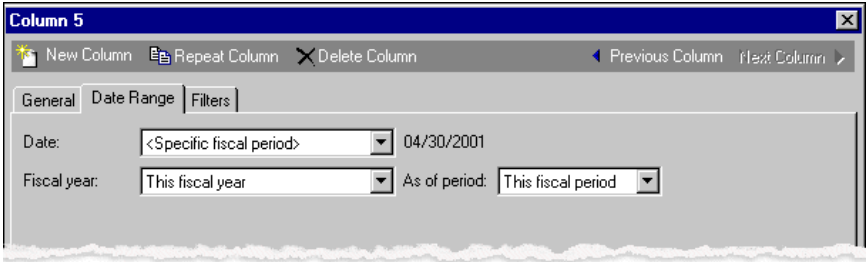 Column 5
New Column Repeat Column Delete Column Previous Column Next Column
General Date Range Filters
Date: <Specific fiscal period> 04/30/2001
Fiscal year: This fiscal year As of period: This fiscal period